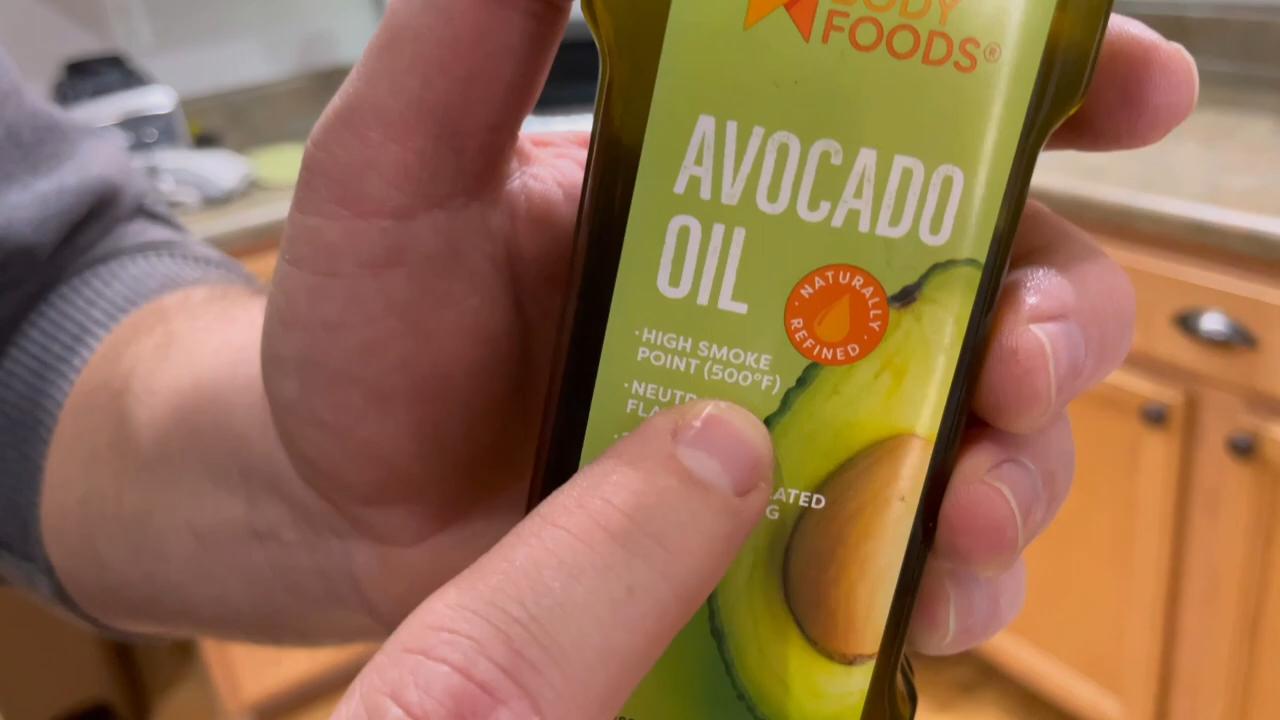 FOODS®
AVOCADO
OIL
NATURALLY
REFINED
·HIGH SMOKE
POINT (500°F)